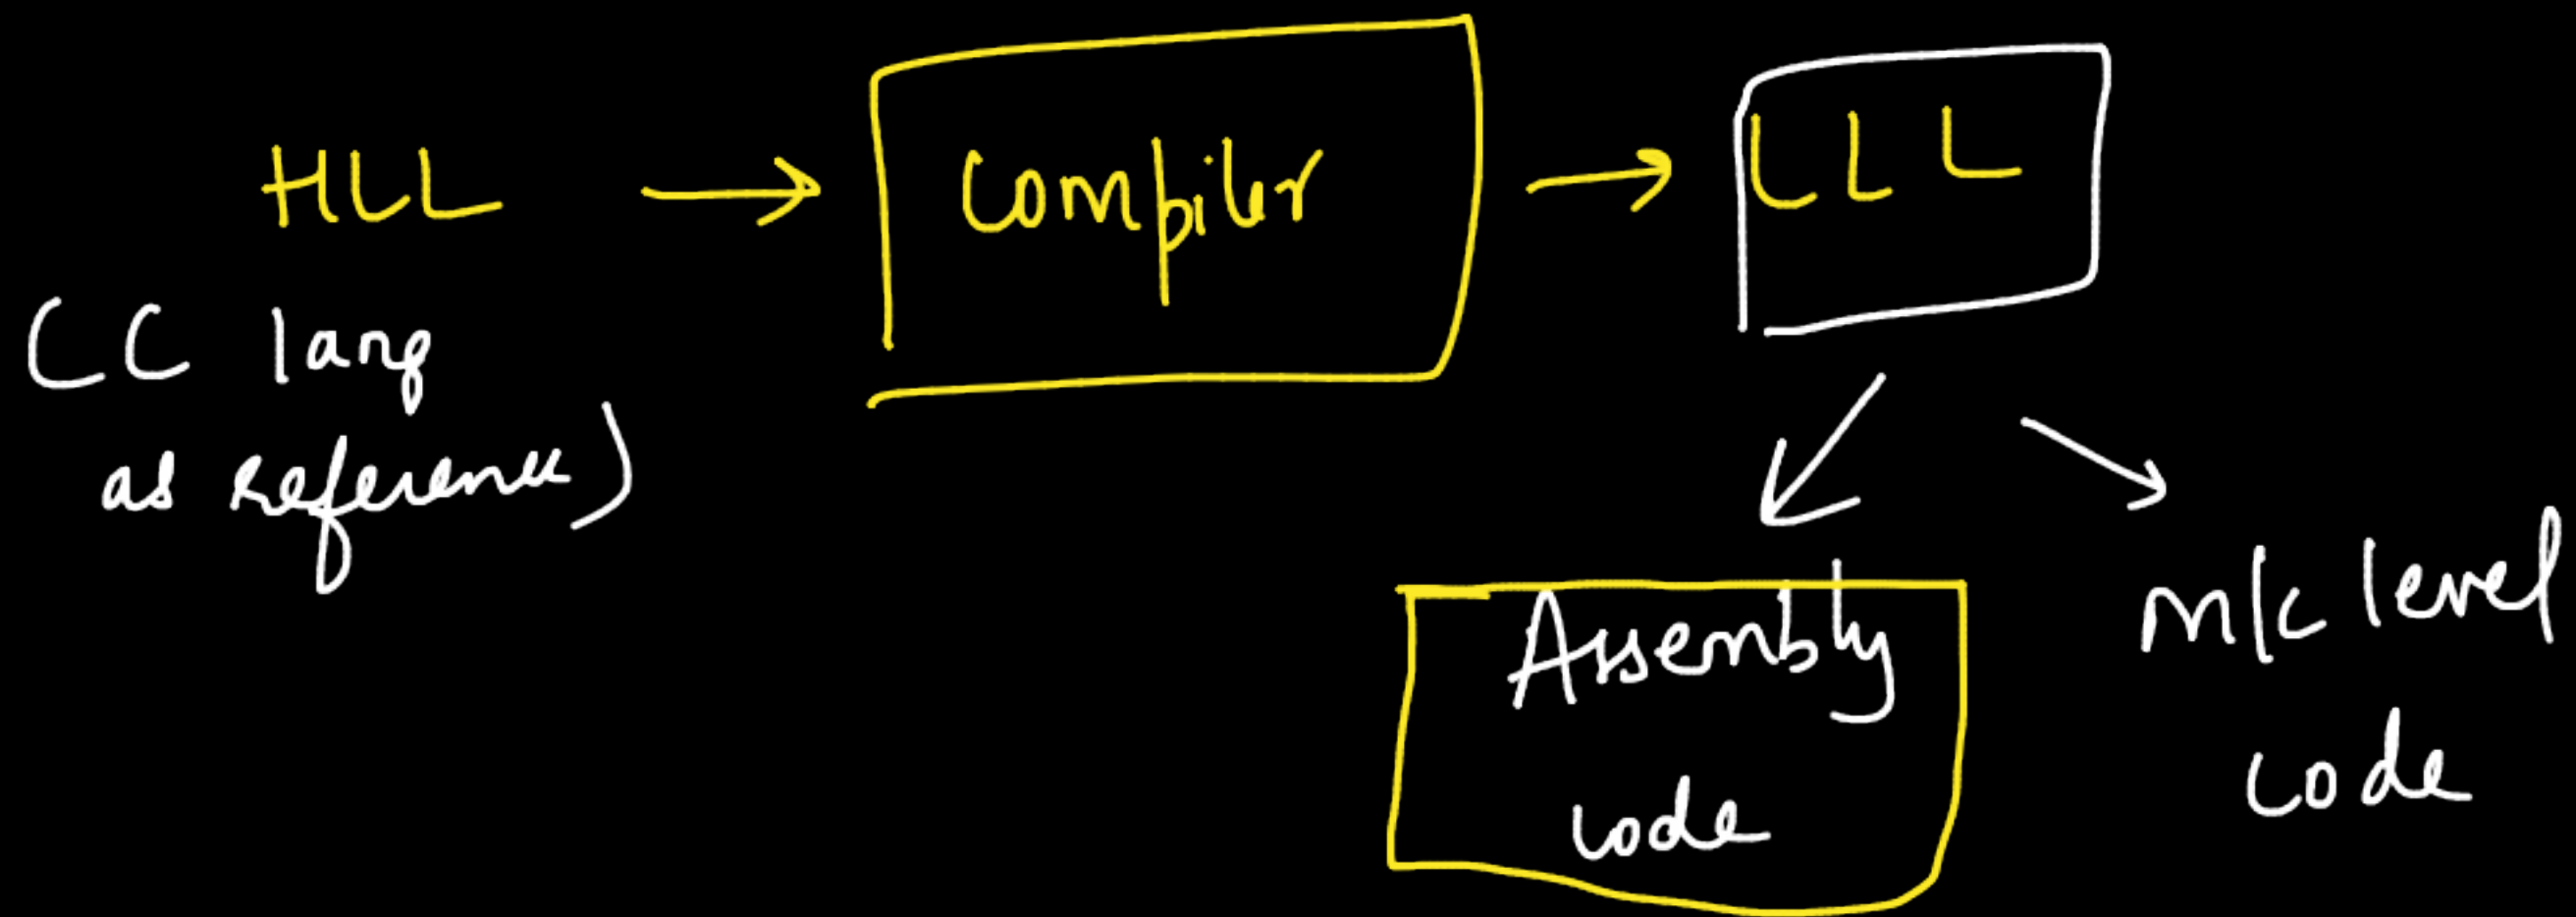 HLL → Compiler → LLL
(C lang
as reference)
Assembly
code
M/c level
code